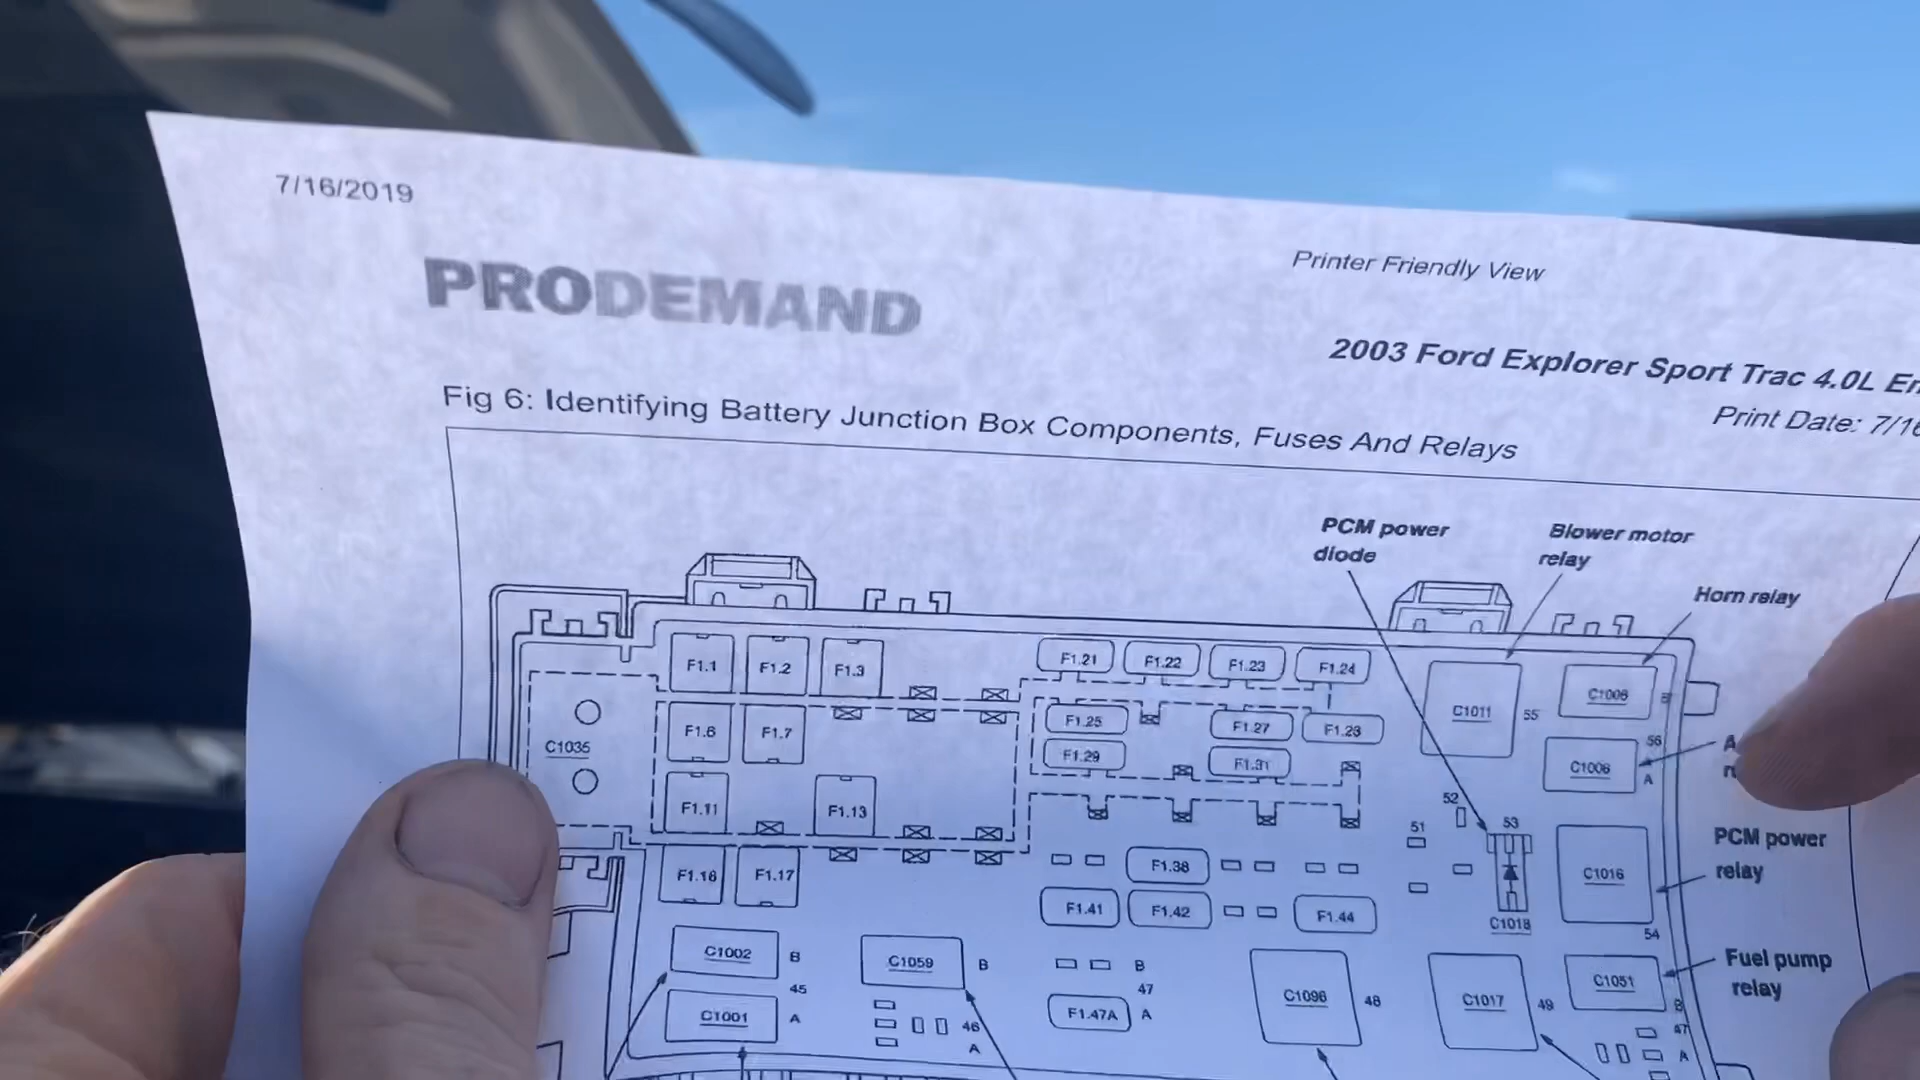 7/16/2019
Printer Friendly View
PRODEMAND
2003 Ford Explorer Sport Trac 4.0L
Print Date:
Fig 6: Identifying Battery Junction Box Components, Fuses And Relays
PCM power
diode
Blower motor
relay
Horn relay
F1.1 F1.2 F1.3 F1.21 F1.22 F1.23 F1.24
C1011 55 C1006 B
C1035 F1.6 F1.7 F1.25 F1.27 F1.23
F1.29 F1.31 C1006 56 A
F1.11 F1.13
52 51 53
PCM power
relay
F1.16 F1.17 F1.38 C1016
F1.41 F1.42 F1.44 C1018 54
Fuel pump
relay
C1002 B C1059 B B C1096 48 C1017 49 C1051 B
45 47 47
C1001 A 46 A F1.47A A A